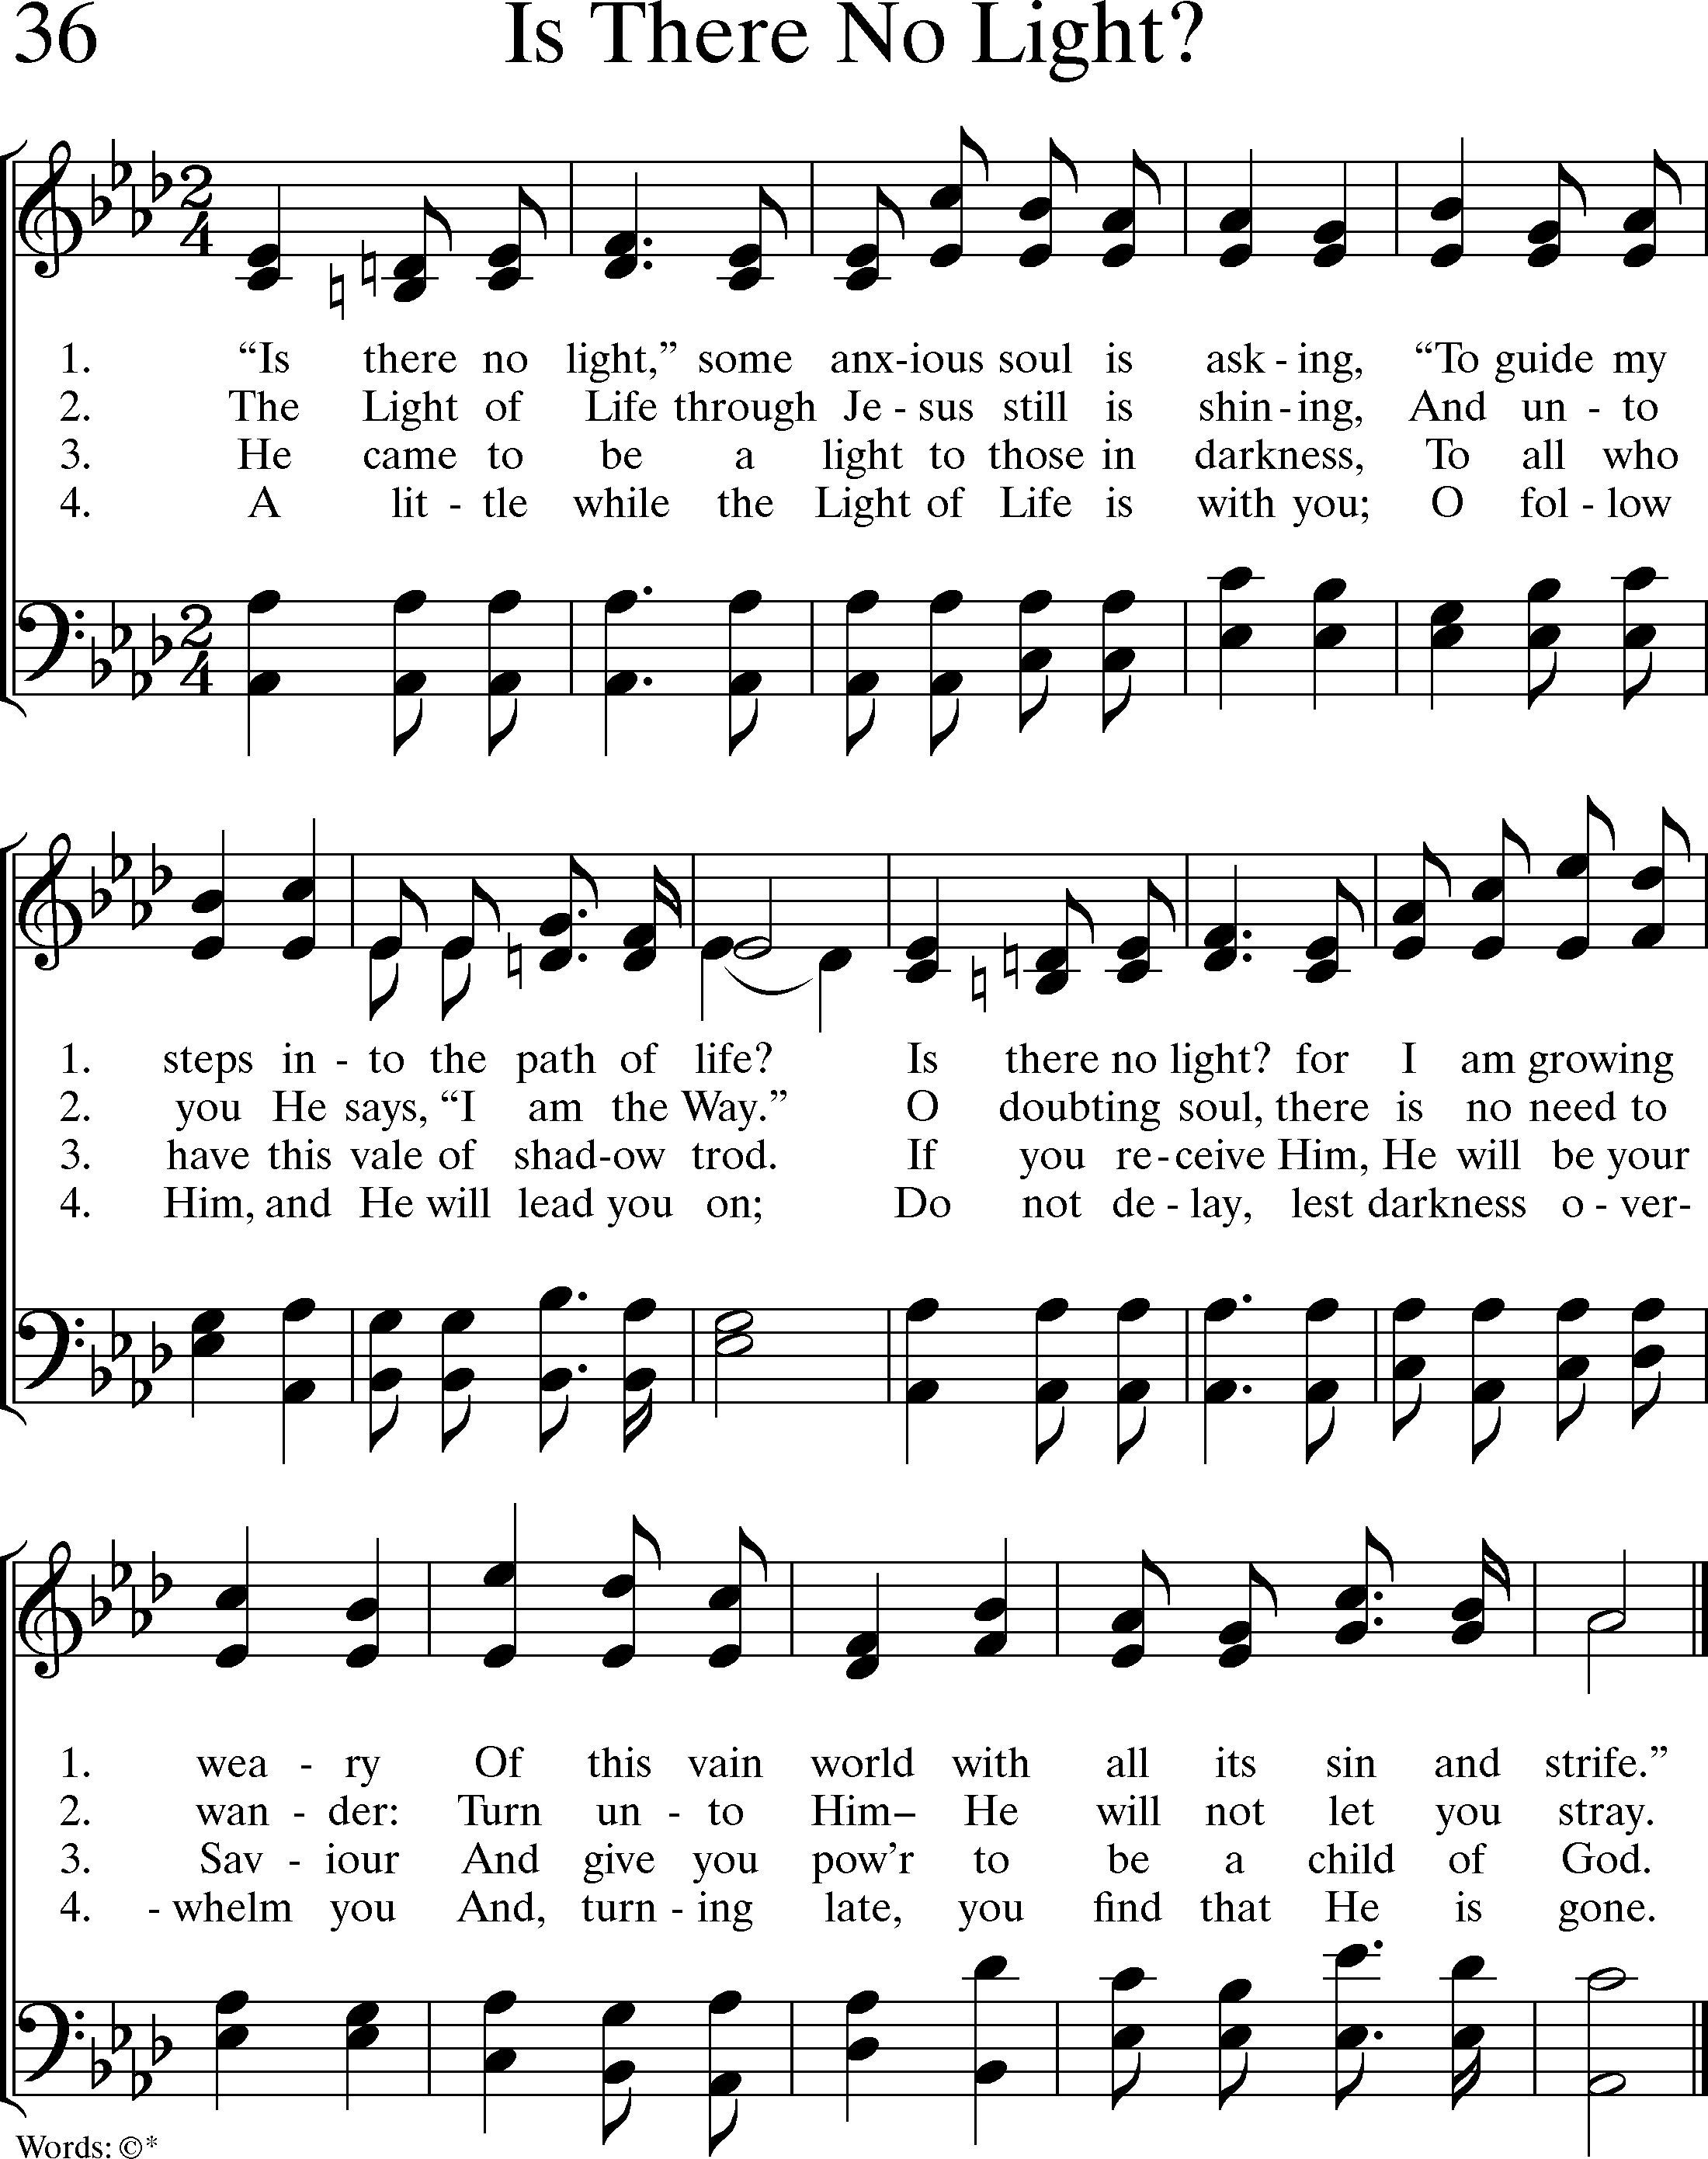 36 Is There No Light?
1. “Is there no light,” some anx-ious soul is ask - ing, “To guide my
2. The Light of Life through Je - sus still is shin - ing, And un - to
3. He came to be a light to those in darkness, To all who
4. A lit - tle while the Light of Life is with you; O fol - low
1. steps in - to the path of life? Is there no light? for I am growing
2. you He says, “I am the Way.” O doubting soul, there is no need to
3. have this vale of shad-ow trod. If you re-ceive Him, He will be your
4. Him, and He will lead you on; Do not de - lay, lest darkness o - ver-
1. wea - ry Of this vain world with all its sin and strife.”
2. wan - der: Turn un - to Him– He will not let you stray.
3. Sav - iour And give you pow’r to be a child of God.
4. - whelm you And, turn - ing late, you find that He is gone.
Words: ©*